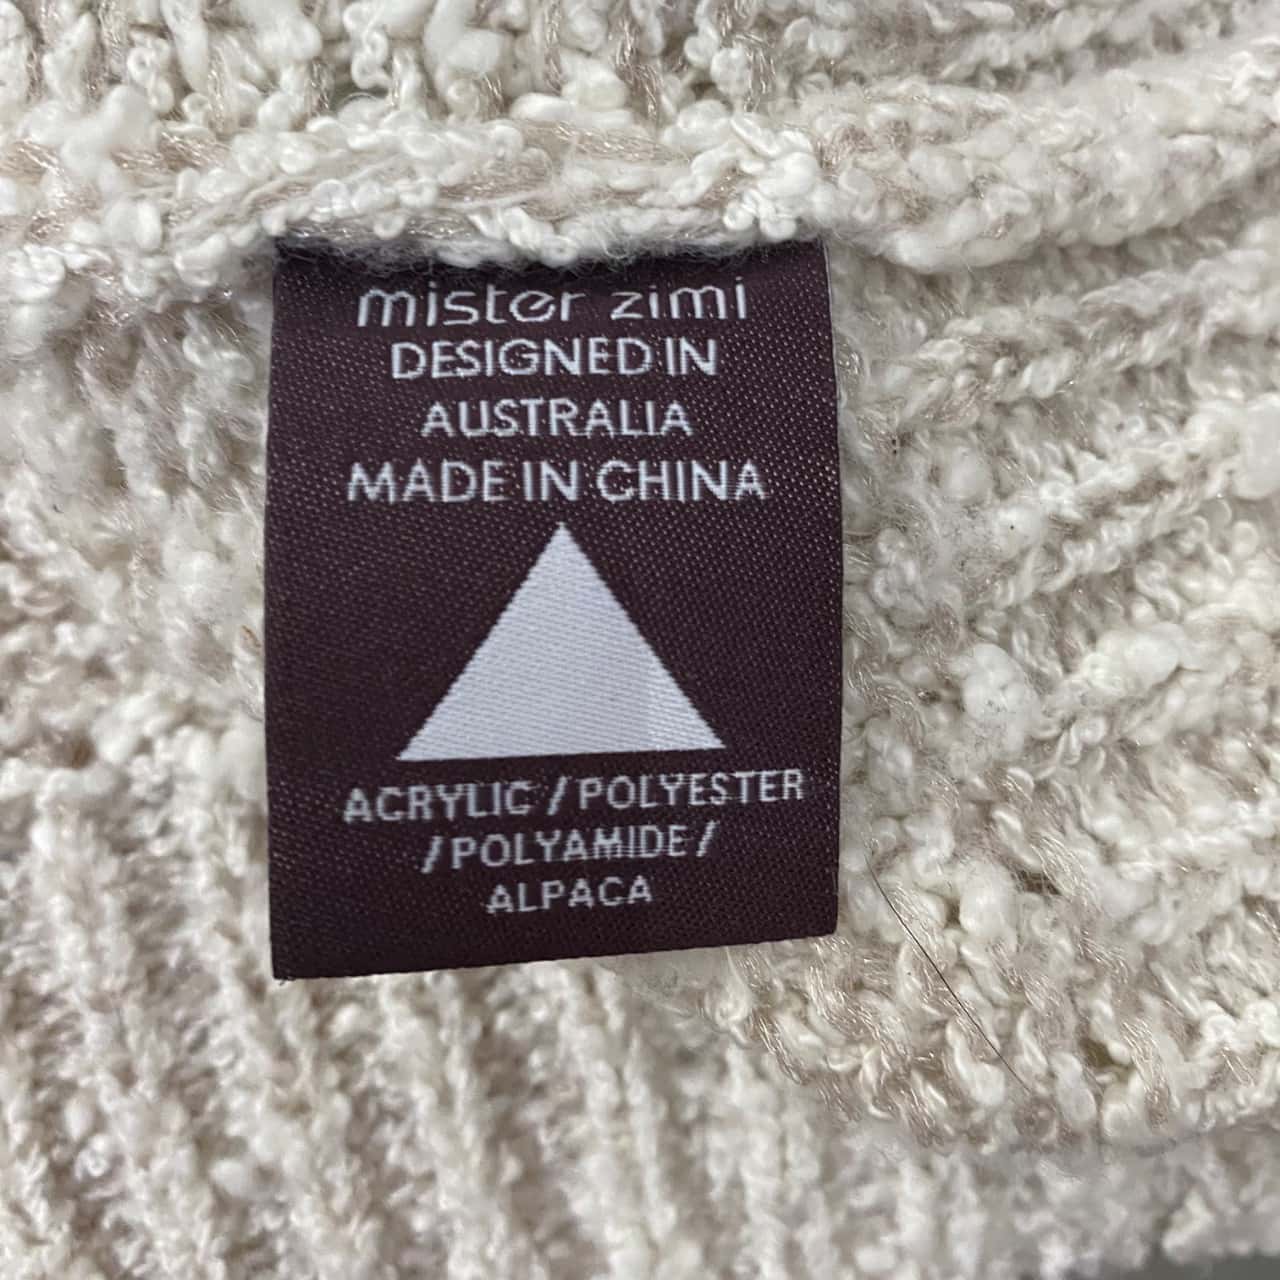 mister zimi
DESIGNED IN
AUSTRALIA
MADE IN CHINA
ACRYLIC / POLYESTER
/ POLYAMIDE /
ALPACA